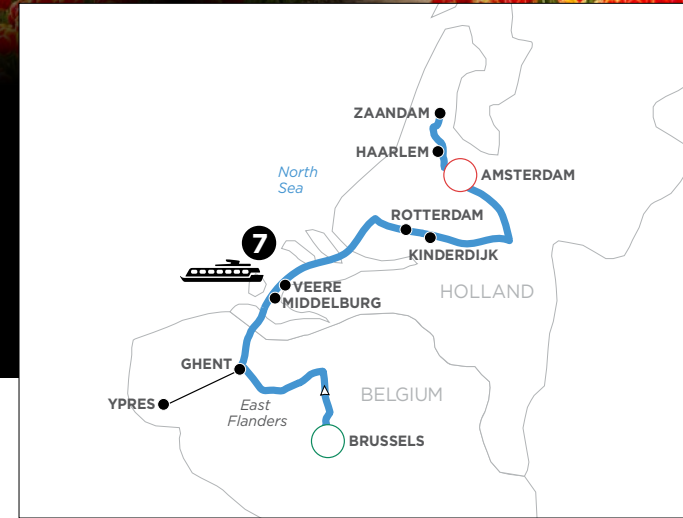 ZAANDAM
HAARLEM
AMSTERDAM
North
Sea
ROTTERDAM
KINDERDIJK
7
VEERE
MIDDELBURG
HOLLAND
GHENT
YPRES
East
Flanders
BELGIUM
BRUSSELS